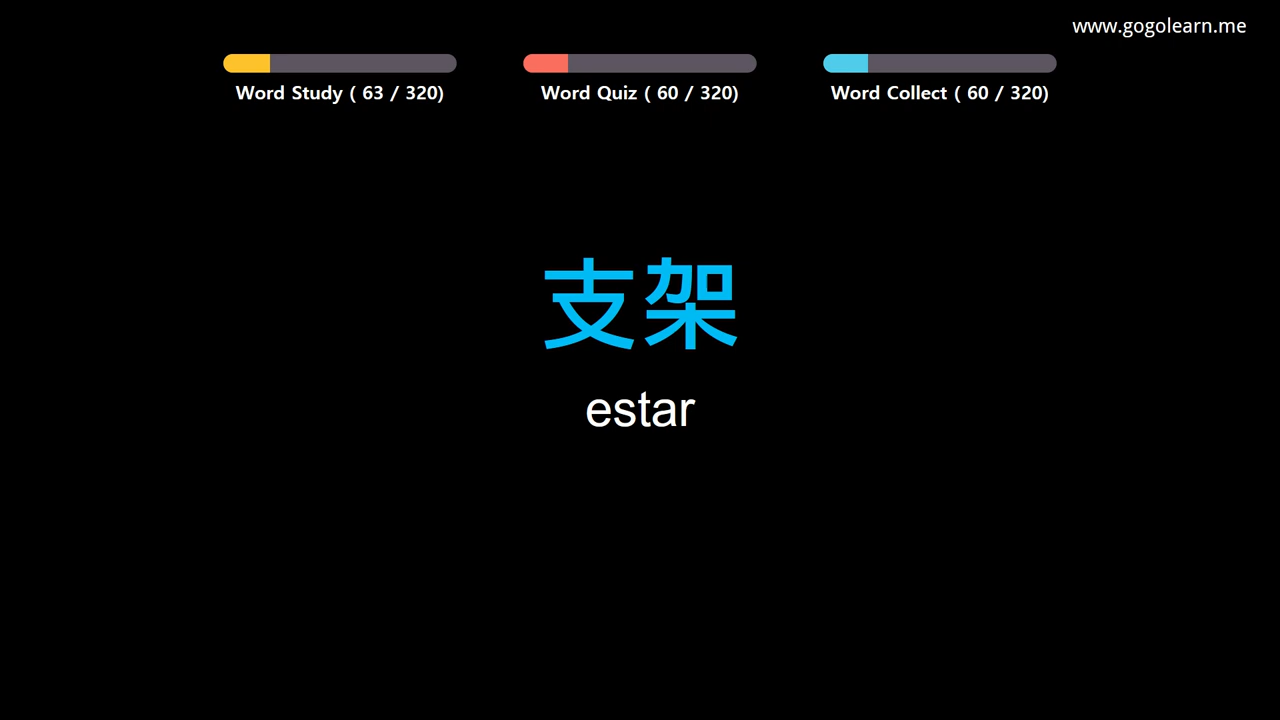 www.gogolearn.me
Word Study ( 63 / 320)
Word Quiz ( 60 / 320)
Word Collect ( 60 / 320)
支架
estar